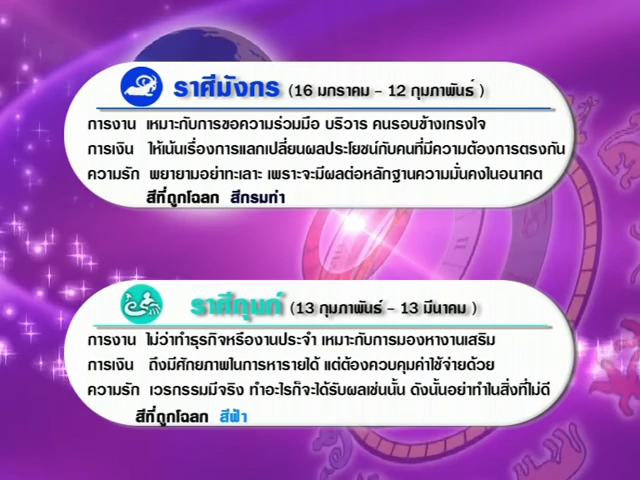 ราศีมังกร (16 มกราคม - 12 กุมภาพันธ์ )
การงาน เหมาะกับการขอความร่วมมือ บริวาร คนรอบข้างเกรงใจ
การเงิน ให้เน้นเรื่องการแลกเปลี่ยนผลประโยชน์กับคนที่มีความต้องการตรงกัน
ความรัก พยายามอย่าทะเลาะ เพราะจะมีผลต่อหลักฐานความมั่นคงในอนาคต
สีที่ถูกโฉลก สีกรมท่า
ราศีกุมภ์ (13 กุมภาพันธ์ - 13 มีนาคม )
การงาน ไม่ว่าทำธุรกิจหรืองานประจำ เหมาะกับการมองหางานเสริม
การเงิน ถึงมีศักยภาพในการหารายได้ แต่ต้องควบคุมค่าใช้จ่ายด้วย
ความรัก เวรกรรมมีจริง ทำอะไรก็จะได้รับผลเช่นนั้น ดังนั้นอย่าทำในสิ่งที่ไม่ดี
สีที่ถูกโฉลก สีฟ้า